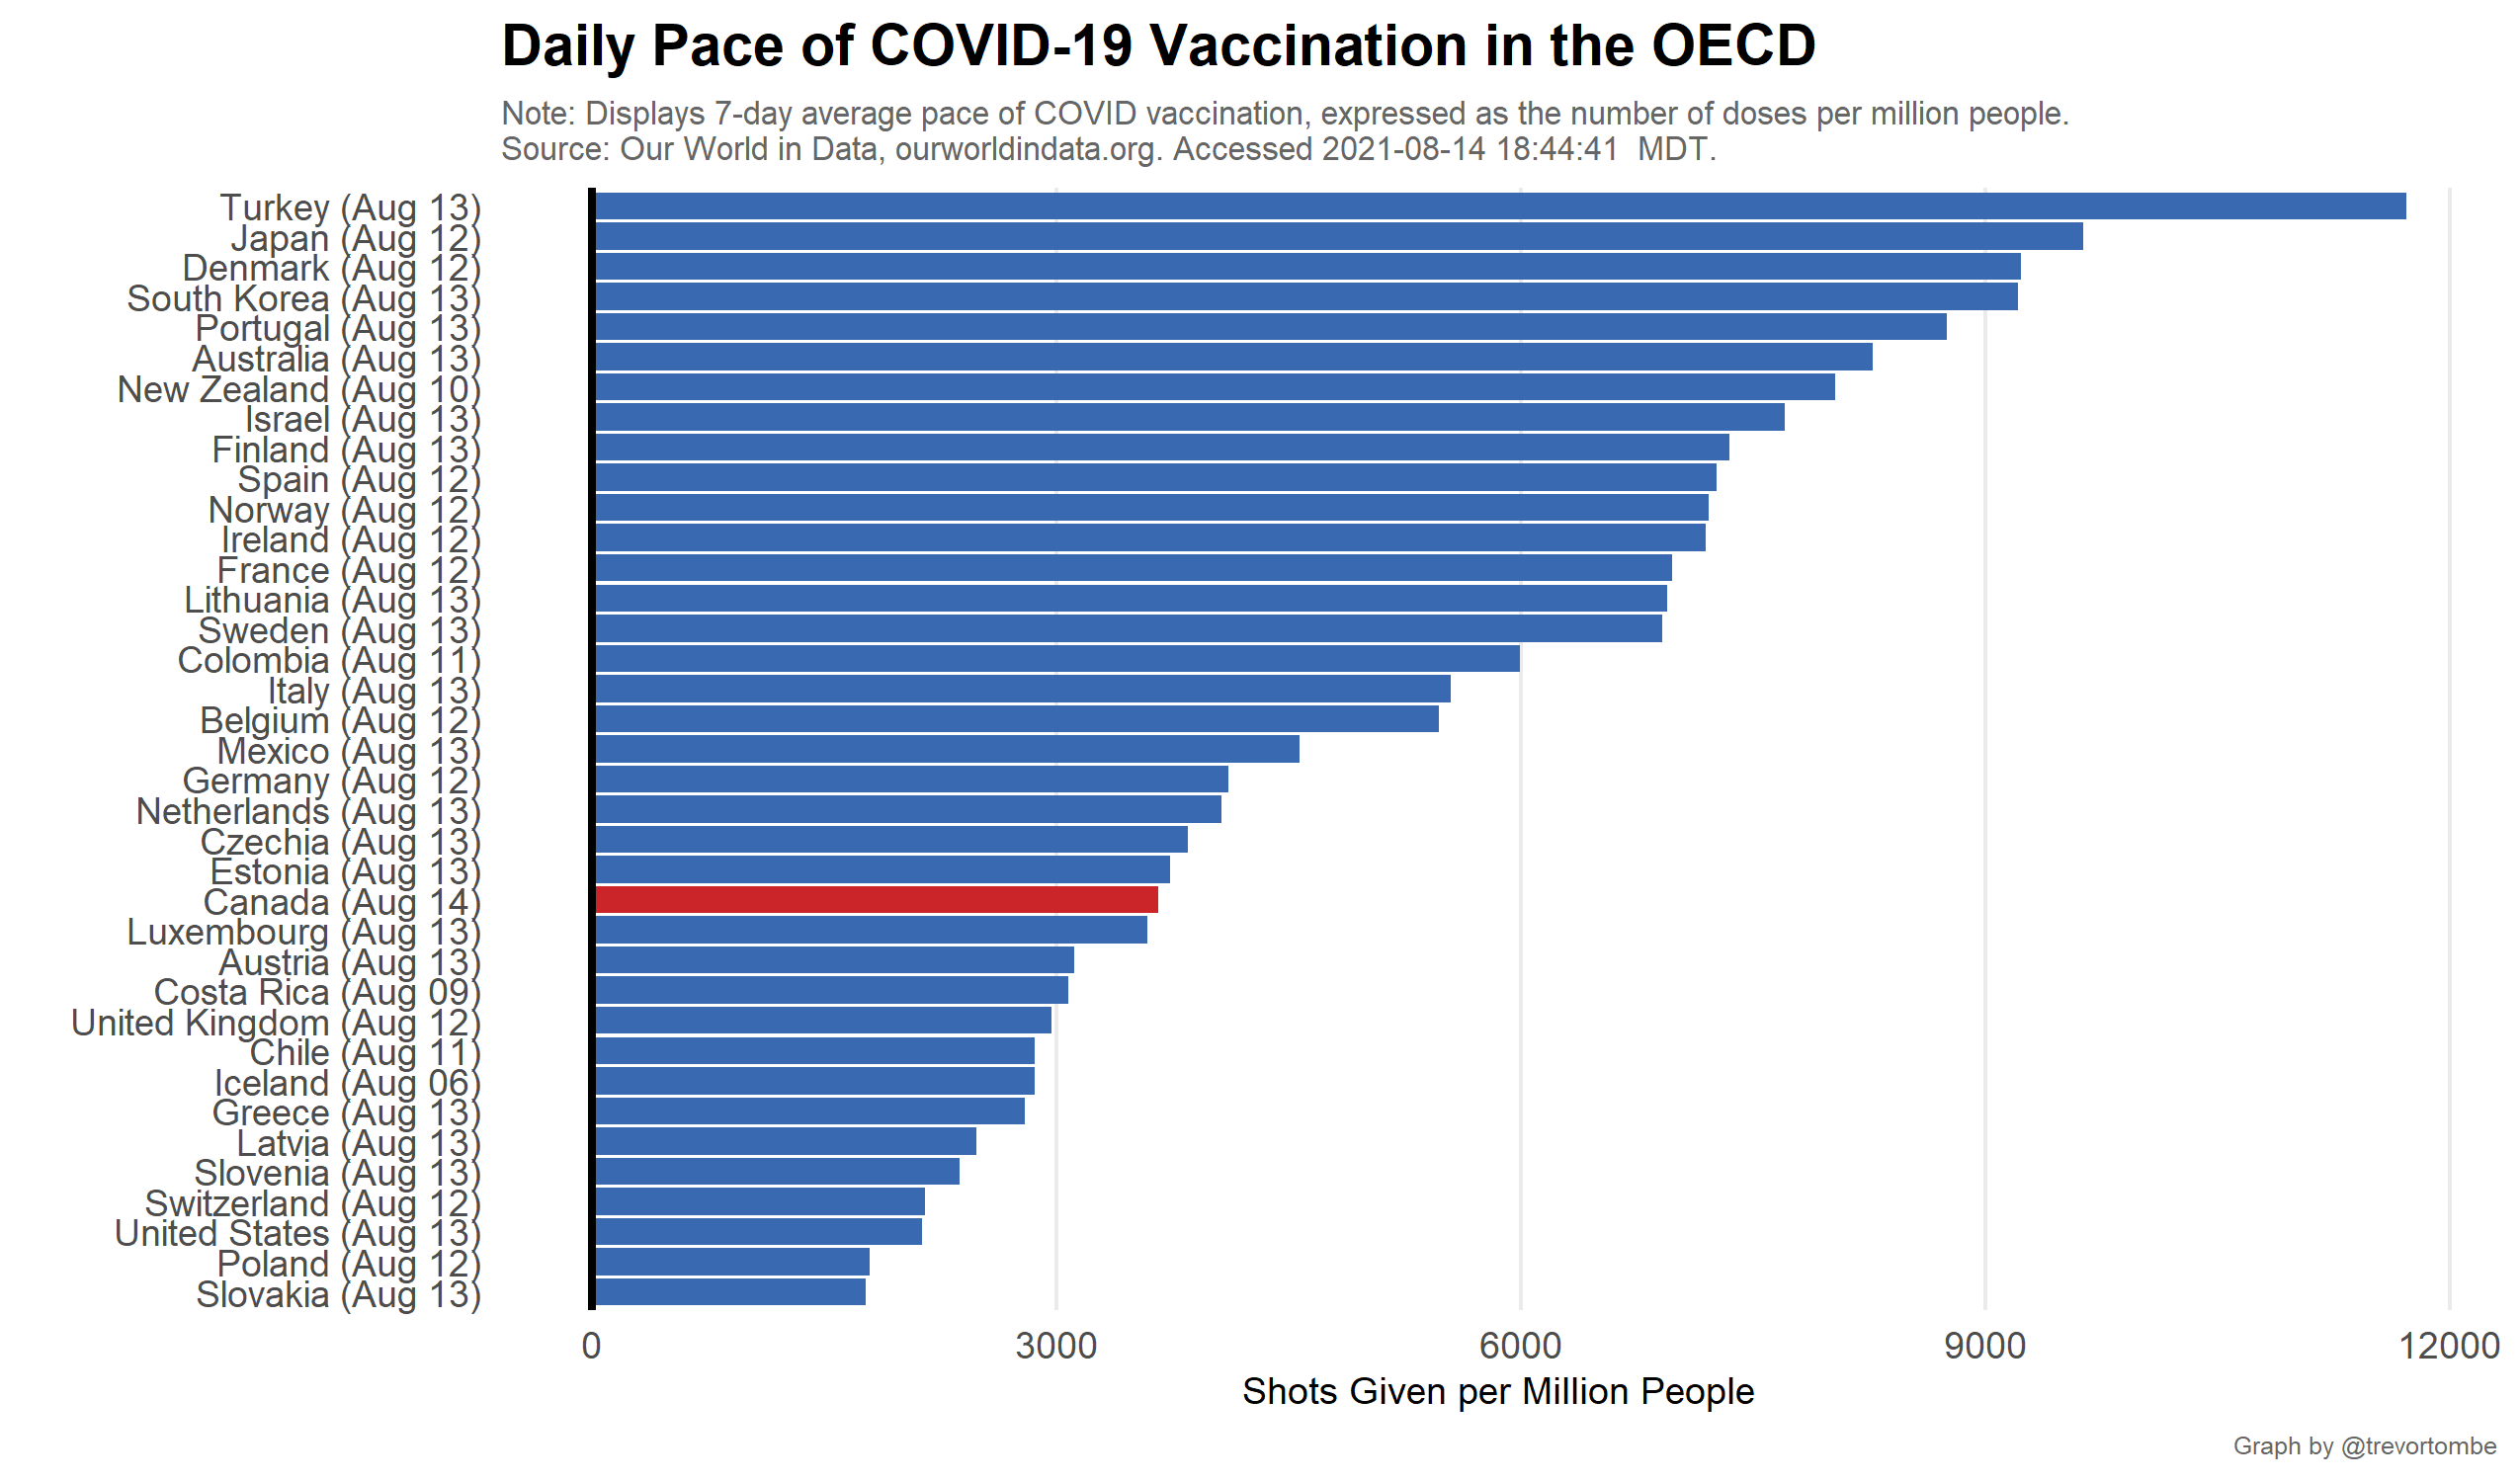 Daily Pace of COVID-19 Vaccination in the OECD
Note: Displays 7-day average pace of COVID vaccination, expressed as the number of doses per million people.
Source: Our World in Data, ourworldindata.org. Accessed 2021-08-14 18:44:41  MDT.
Turkey (Aug 13)
Japan (Aug 12)
Denmark (Aug 12)
South Korea (Aug 13)
Portugal (Aug 13)
Australia (Aug 13)
New Zealand (Aug 10)
Israel (Aug 13)
Finland (Aug 13)
Spain (Aug 12)
Norway (Aug 12)
Ireland (Aug 12)
France (Aug 12)
Lithuania (Aug 13)
Sweden (Aug 13)
Colombia (Aug 11)
Italy (Aug 13)
Belgium (Aug 12)
Mexico (Aug 13)
Germany (Aug 12)
Netherlands (Aug 13)
Czechia (Aug 13)
Estonia (Aug 13)
Canada (Aug 14)
Luxembourg (Aug 13)
Austria (Aug 13)
Costa Rica (Aug 09)
United Kingdom (Aug 12)
Chile (Aug 11)
Iceland (Aug 06)
Greece (Aug 13)
Latvia (Aug 13)
Slovenia (Aug 13)
Switzerland (Aug 12)
United States (Aug 13)
Poland (Aug 12)
Slovakia (Aug 13)
0 3000 6000 9000 12000
Shots Given per Million People
Graph by @trevortombe